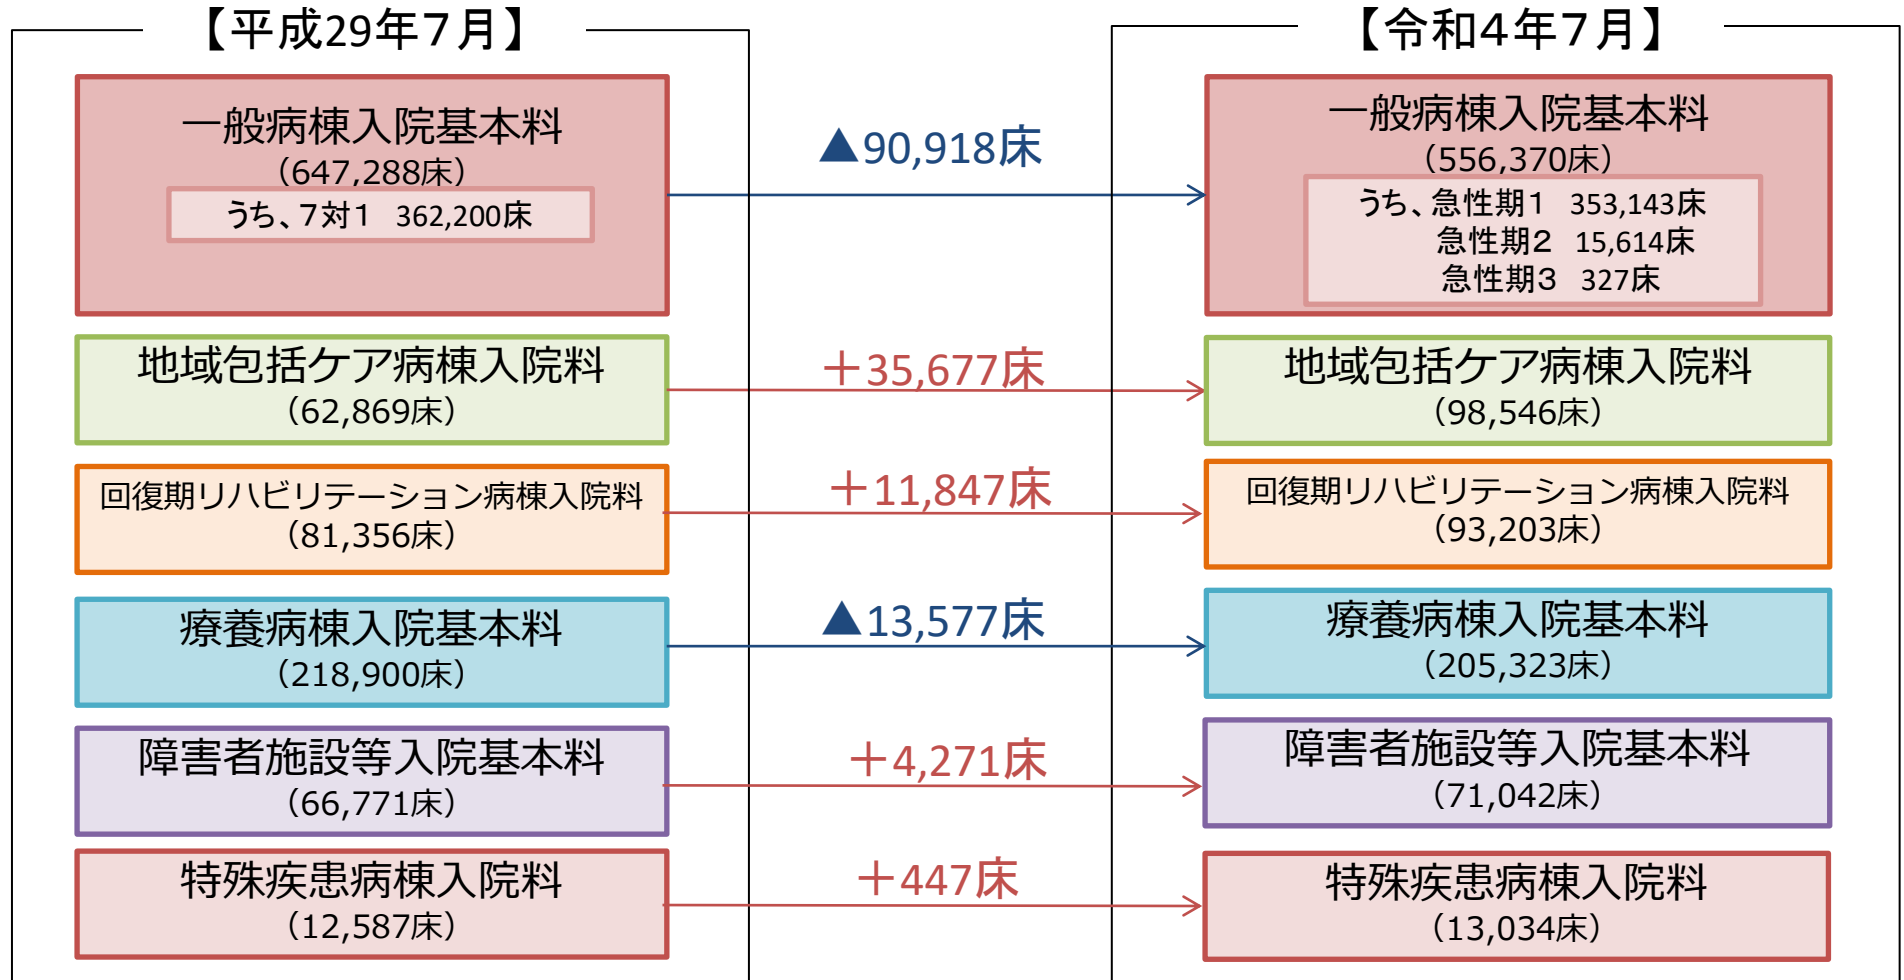 【平成29年７月】
一般病棟入院基本料
（647,288床）
うち、７対１ 362,200床
地域包括ケア病棟入院料
（62,869床）
回復期リハビリテーション病棟入院料
（81,356床）
療養病棟入院基本料
（218,900床）
障害者施設等入院基本料
（66,771床）
特殊疾患病棟入院料
（12,587床）
▲90,918床
＋35,677床
＋11,847床
▲13,577床
＋4,271床
＋447床
【令和４年７月】
一般病棟入院基本料
（556,370床）
うち、急性期１ 353,143床
急性期２ 15,614床
急性期３ 327床
地域包括ケア病棟入院料
（98,546床）
回復期リハビリテーション病棟入院料
（93,203床）
療養病棟入院基本料
（205,323床）
障害者施設等入院基本料
（71,042床）
特殊疾患病棟入院料
（13,034床）